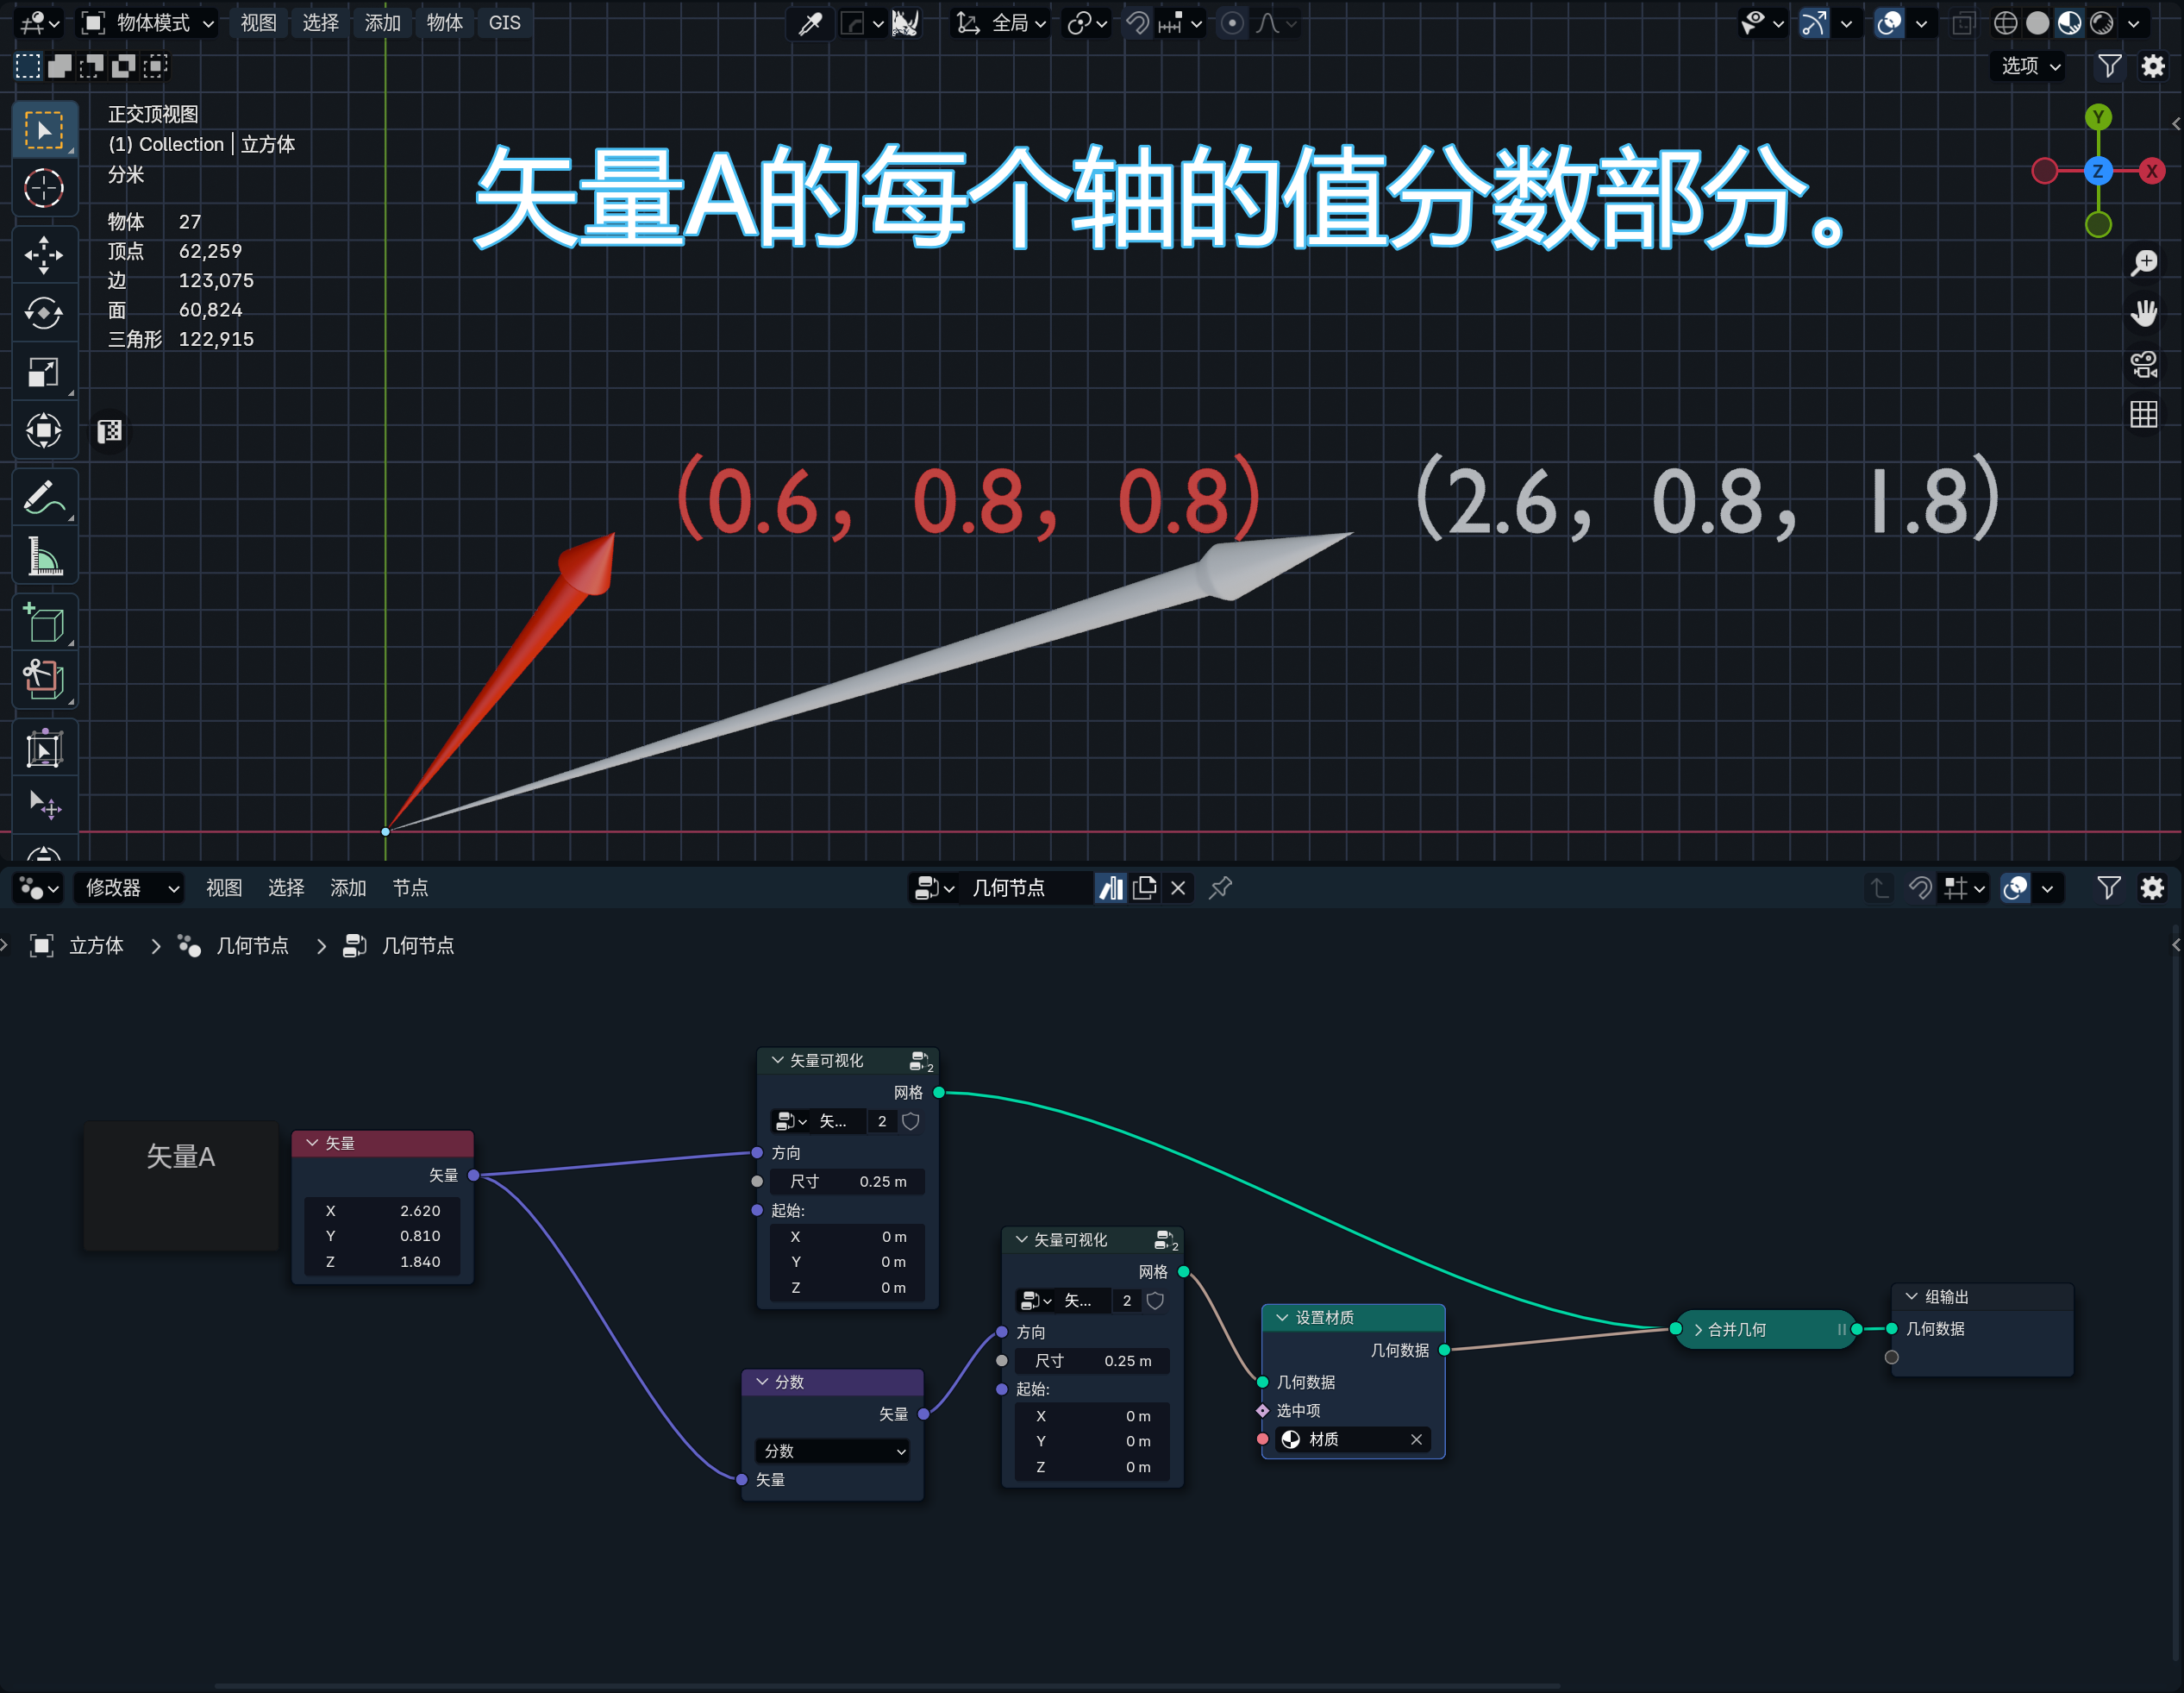 物体模式 视图 选择 添加 物体 GIS 全局
选项
正交顶视图
(1) Collection | 立方体
分米
物体 27
顶点 62,259
边 123,075
面 60,824
三角形 122,915
矢量A的每个轴的值分数部分。
Y
Z X
(0.6， 0.8， 0.8) (2.6， 0.8， 1.8)
修改器 视图 选择 添加 节点 几何节点
立方体 > 几何节点 > 几何节点
矢量A
矢量
矢量
X 2.620
Y 0.810
Z 1.840
矢量可视化 2
网格
矢... 2
方向
尺寸 0.25 m
起始:
X 0 m
Y 0 m
Z 0 m
分数
矢量
分数
矢量
矢量可视化 2
网格
矢... 2
方向
尺寸 0.25 m
起始:
X 0 m
Y 0 m
Z 0 m
设置材质
几何数据
几何数据
选中项
材质
合并几何
组输出
几何数据